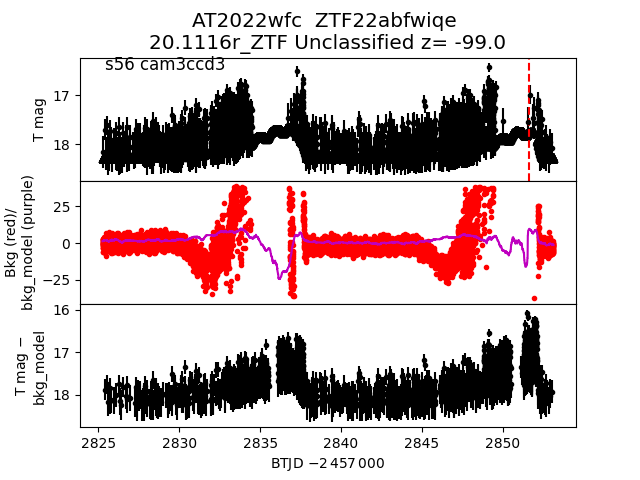 AT2022wfc ZTF22abfwiqe
20.1116r_ZTF Unclassified z= -99.0
s56 cam3ccd3
T mag
17
18
Bkg (red)/
bkg_model (purple)
25
0
−25
T mag −
bkg_model
16
17
18
2825 2830 2835 2840 2845 2850
BTJD −2 457 000